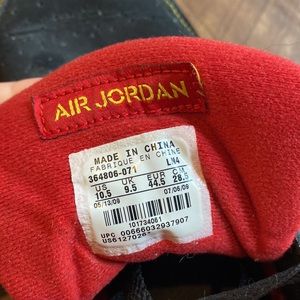 AIR JORDAN
MADE IN CHINA
FABRIQUE EN CHINE
364806-071 LN4
US UK EUR CM
10.5 9.5 44.5 28.5
05/13/09 07/06/09
101734061
UPC 00666032937907